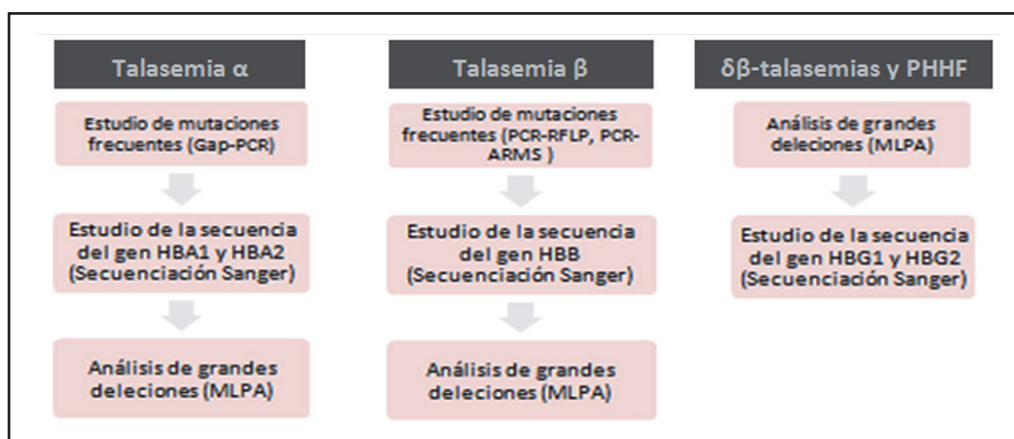 Talasemia α
Estudio de mutaciones
frecuentes (Gap-PCR)
Estudio de la secuencia
del gen HBA1 y HBA2
(Secuenciación Sanger)
Análisis de grandes
deleciones (MLPA)
Talasemia β
Estudio de mutaciones
frecuentes (PCR-RFLP, PCR-
ARMS )
Estudio de la secuencia
del gen HBB
(Secuenciación Sanger)
Análisis de grandes
deleciones (MLPA)
δβ-talasemias y PHHF
Análisis de grandes
deleciones (MLPA)
Estudio de la secuencia
del gen HBG1 y HBG2
(Secuenciación Sanger)